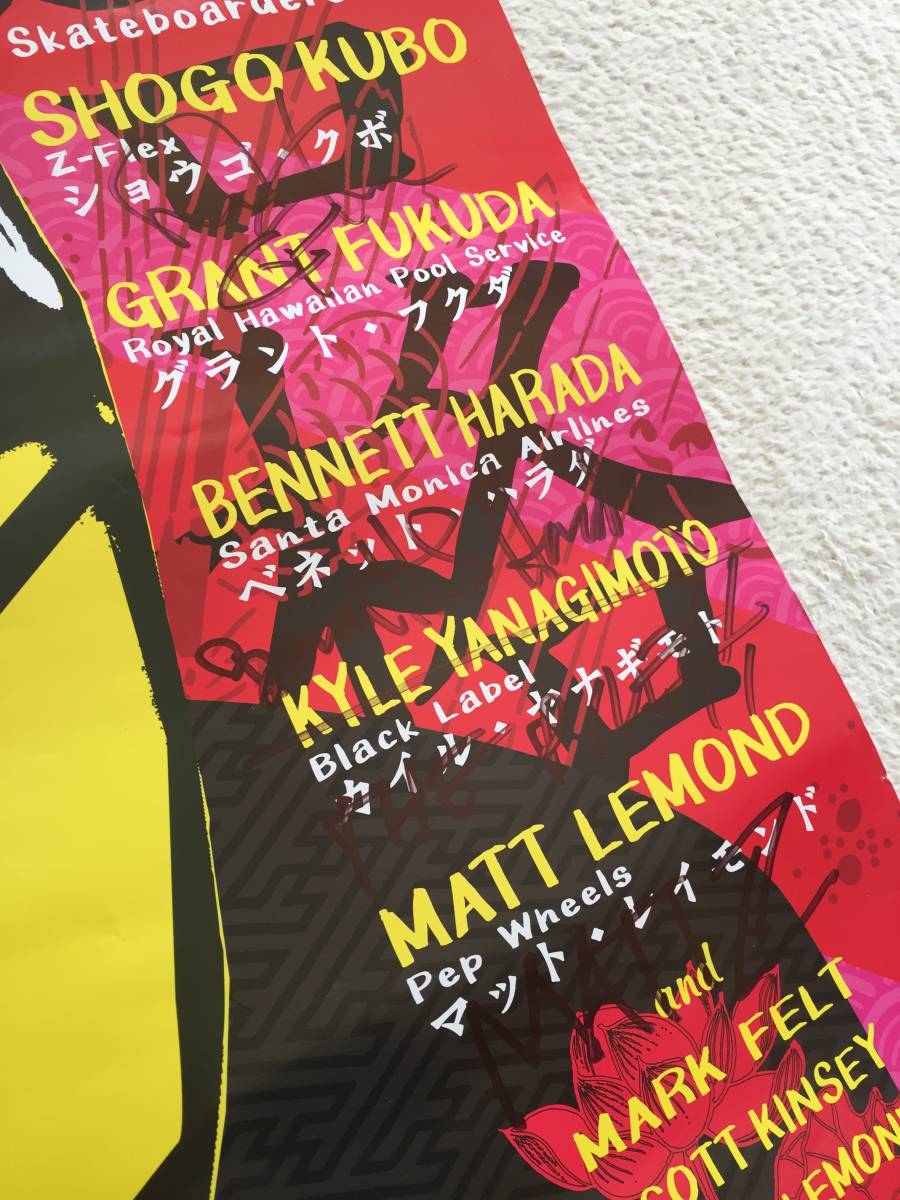 Skateboarders
SHOGO KUBO
Z-Flex
ショウゴ・クボ
GRANT FUKUDA
Royal Hawaiian Pool Service
グラント・フクダ
BENNETT HARADA
Santa Monica Airlines
ベネット・ハラダ
KYLE YANAGIMOTO
Black Label
カイル・ヤナギモト
MATT LEMOND
Pep Wheels
マット・レイモンド
and
MARK FELT
COTT KINSEY
EMOND